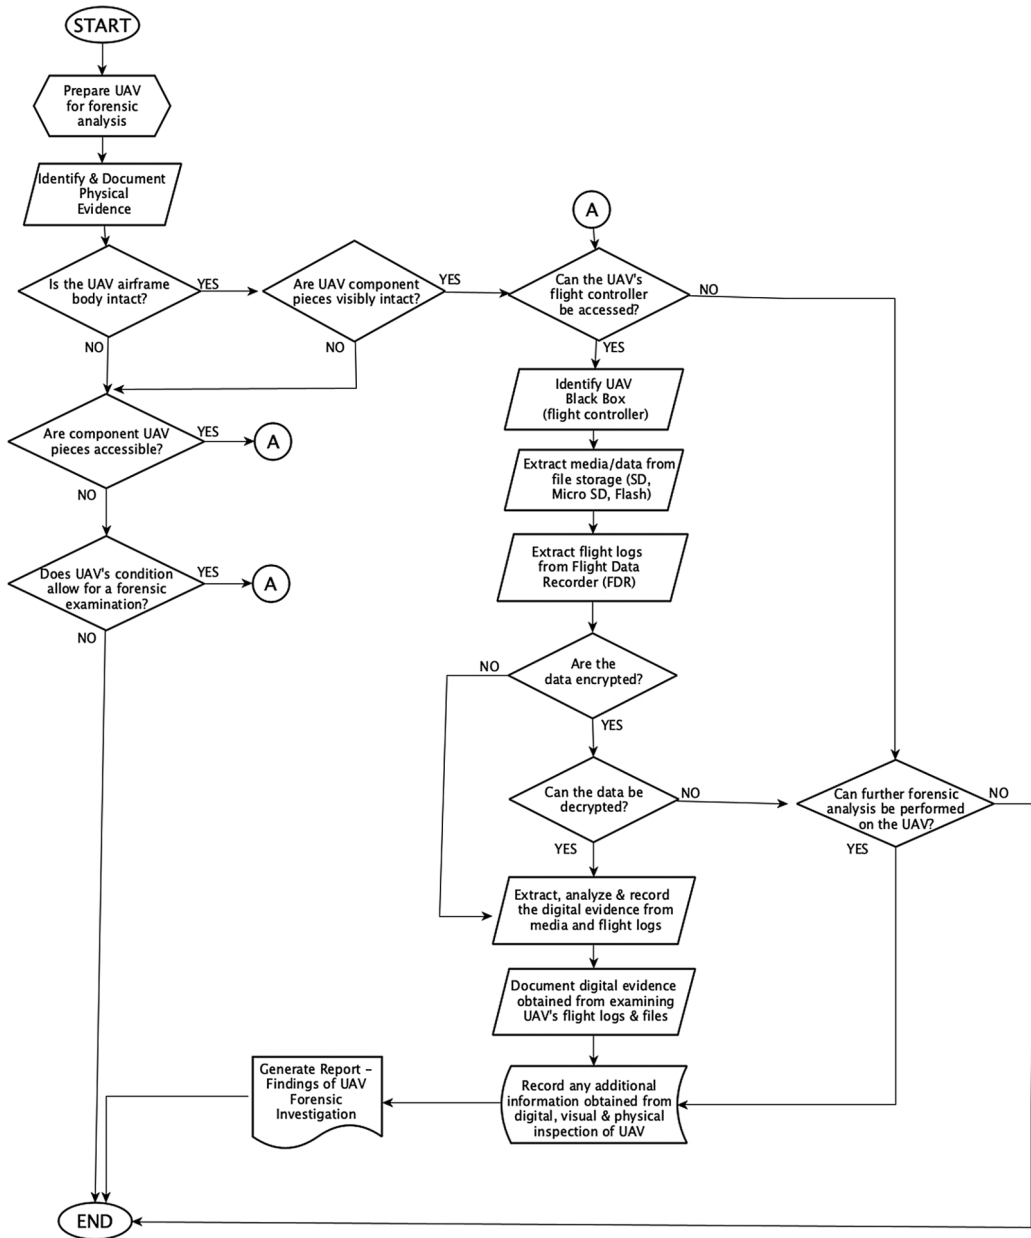 START
Prepare UAV
for forensic
analysis
Identify & Document
Physical
Evidence
Is the UAV airframe
body intact?
YES
NO
Are UAV component
pieces visibly intact?
YES
NO
A
Can the UAV's
flight controller
be accessed?
NO
YES
Are component UAV
pieces accessible?
YES
A
NO
Does UAV's condition
allow for a forensic
examination?
YES
A
NO
Identify UAV
Black Box
(flight controller)
Extract media/data from
file storage (SD,
Micro SD, Flash)
Extract flight logs
from Flight Data
Recorder (FDR)
Are the
data encrypted?
NO
YES
Can the data be
decrypted?
NO
YES
Can further forensic
analysis be performed
on the UAV?
NO
YES
Extract, analyze & record
the digital evidence from
media and flight logs
Document digital evidence
obtained from examining
UAV's flight logs & files
Record any additional
information obtained from
digital, visual & physical
inspection of UAV
Generate Report –
Findings of UAV
Forensic
Investigation
END